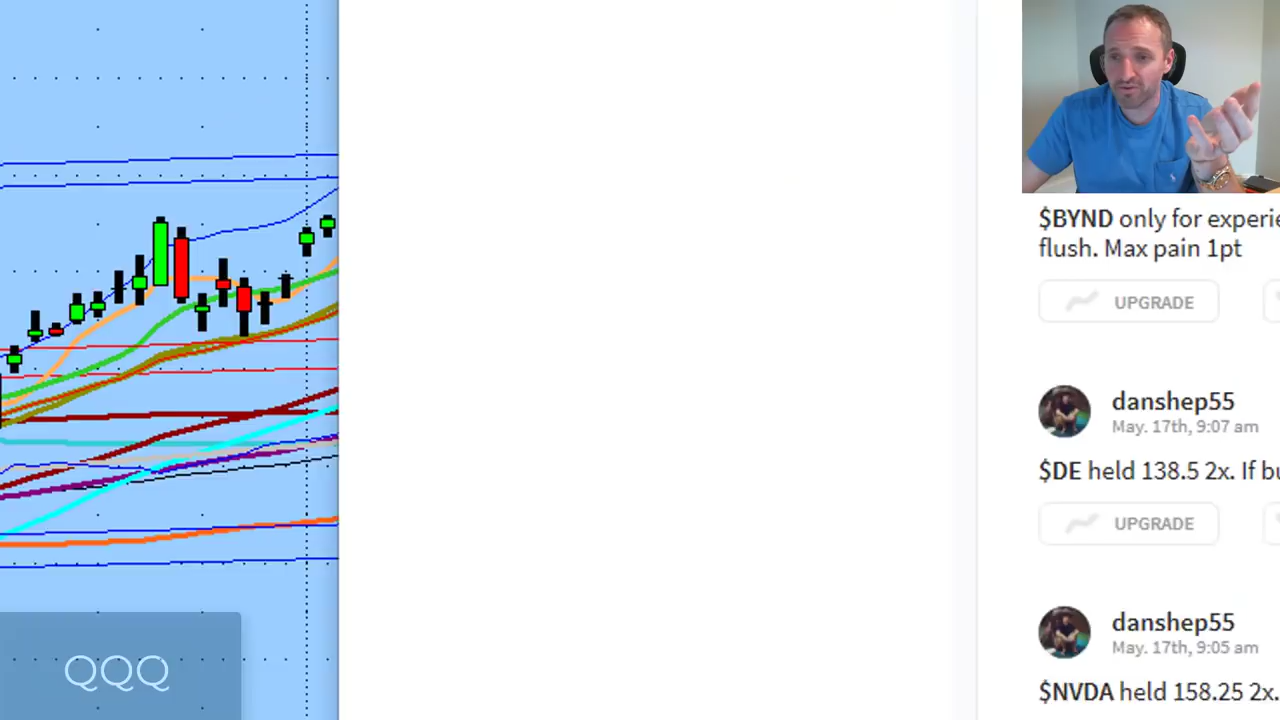 $BYND only for experie
flush. Max pain 1pt
UPGRADE
danshep55
May. 17th, 9:07 am
$DE held 138.5 2x. If bu
UPGRADE
danshep55
May. 17th, 9:05 am
$NVDA held 158.25 2x.
QQQ